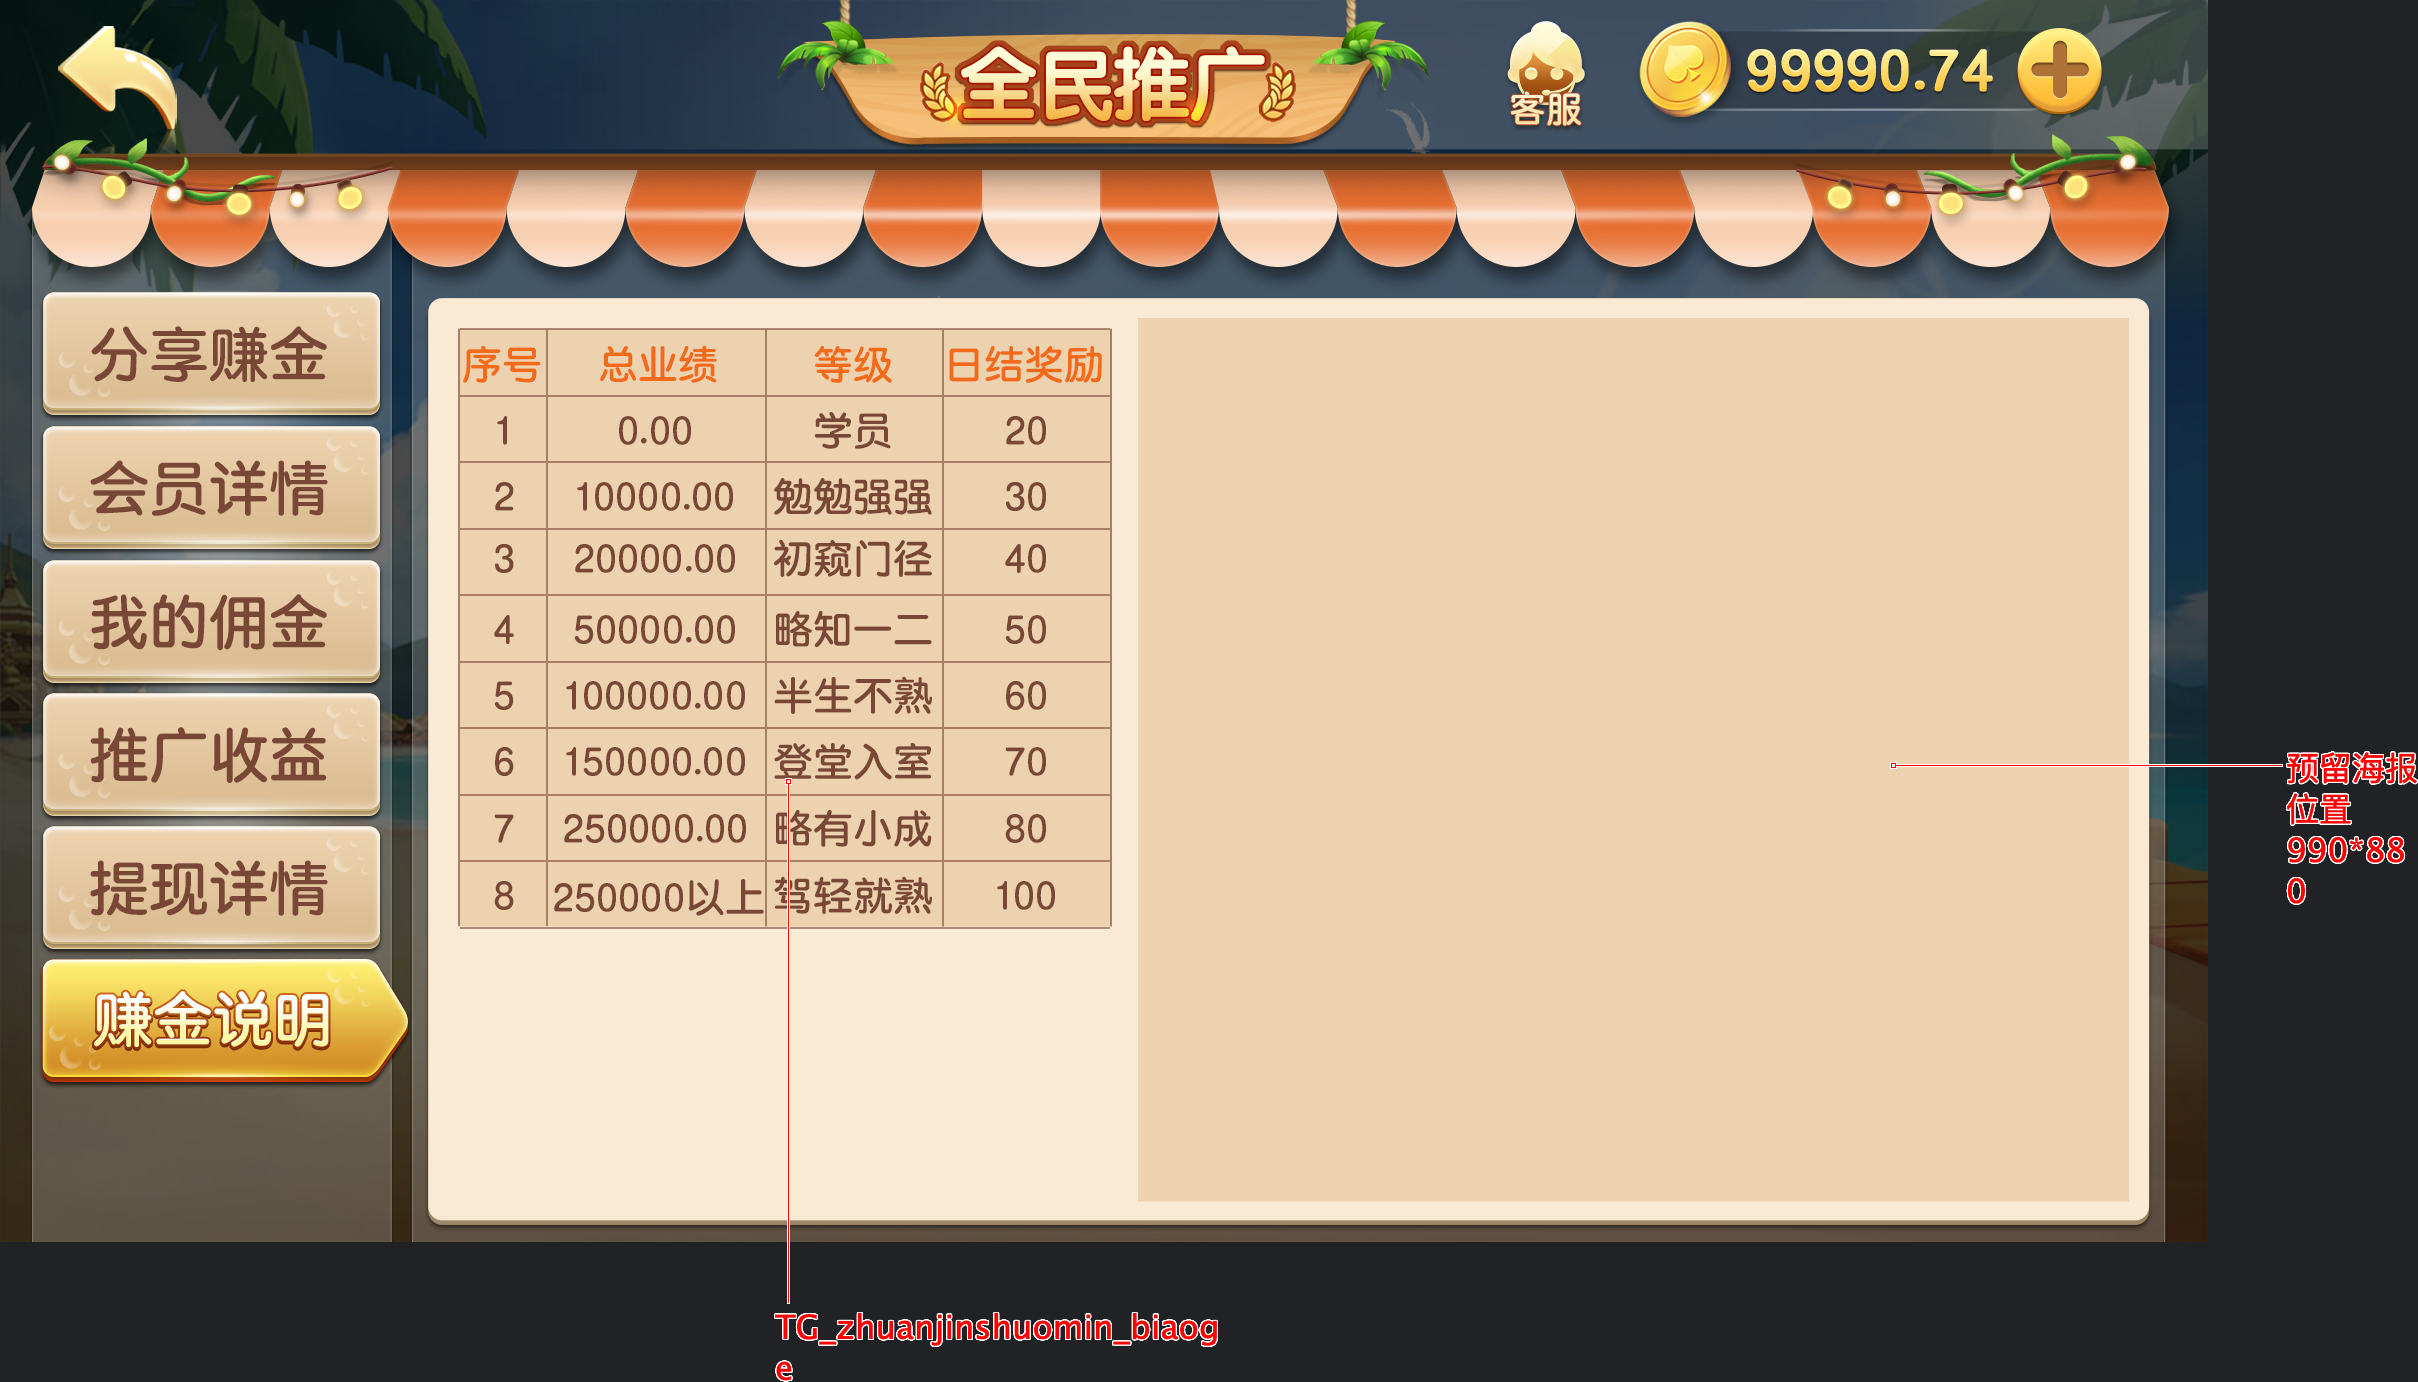 全民推广
客服
99990.74
分享赚金
会员详情
我的佣金
推广收益
提现详情
赚金说明
序号 总业绩 等级 日结奖励
1 0.00 学员 20
2 10000.00 勉勉强强 30
3 20000.00 初窥门径 40
4 50000.00 略知一二 50
5 100000.00 半生不熟 60
6 150000.00 登堂入室 70
7 250000.00 略有小成 80
8 250000以上 驾轻就熟 100
预留海报
位置
990*88
0
TG_zhuanjinshuomin_biaog
e